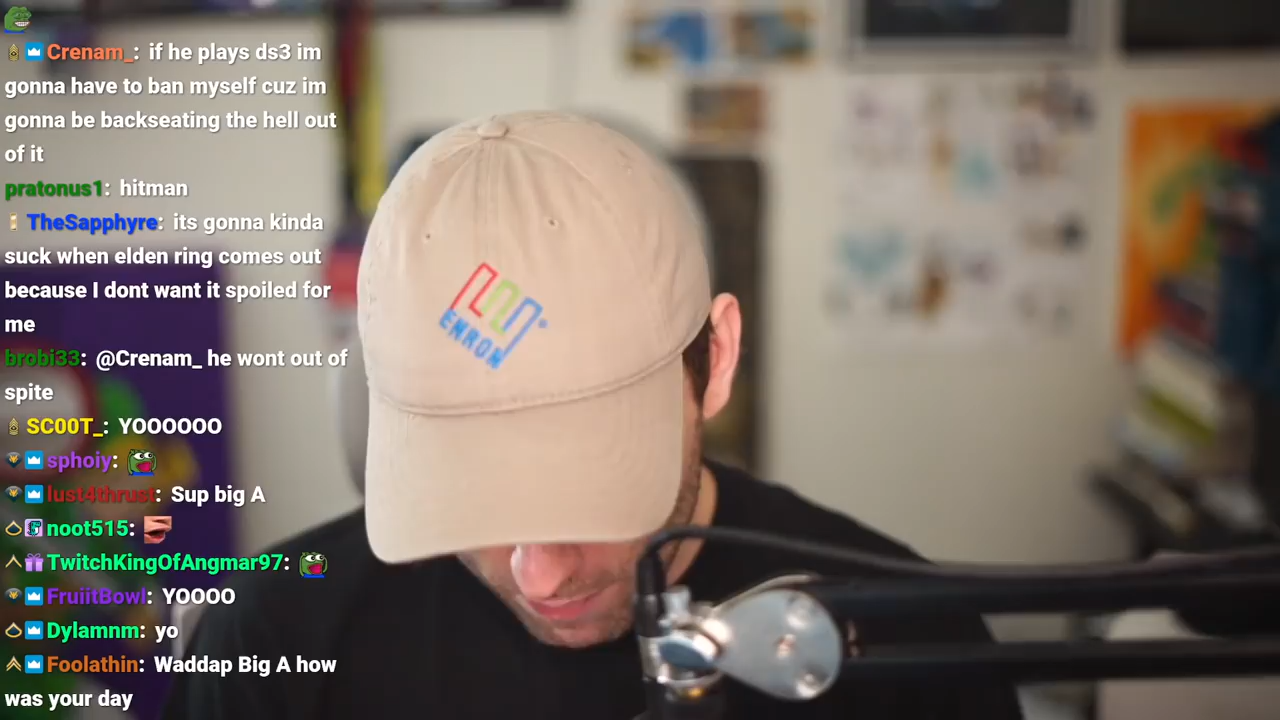 Crenam_: if he plays ds3 im
gonna have to ban myself cuz im
gonna be backseating the hell out
of it
pratonus1: hitman
TheSapphyre: its gonna kinda
suck when elden ring comes out
because I dont want it spoiled for
me
brobi33: @Crenam_ he wont out of
spite
SC00T_: YOOOOOO
sphoiy:
lust4thrust: Sup big A
noot515:
TwitchKingOfAngmar97:
FruiitBowl: YOOOO
Dylamnm: yo
Foolathin: Waddap Big A how
was your day
ENRON